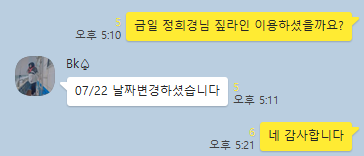 5
금일 정희경님 짚라인 이용하셨을까요?
오후 5:10
Bk♤
07/22 날짜변경하셨습니다
5
오후 5:11
5
네 감사합니다
오후 5:21